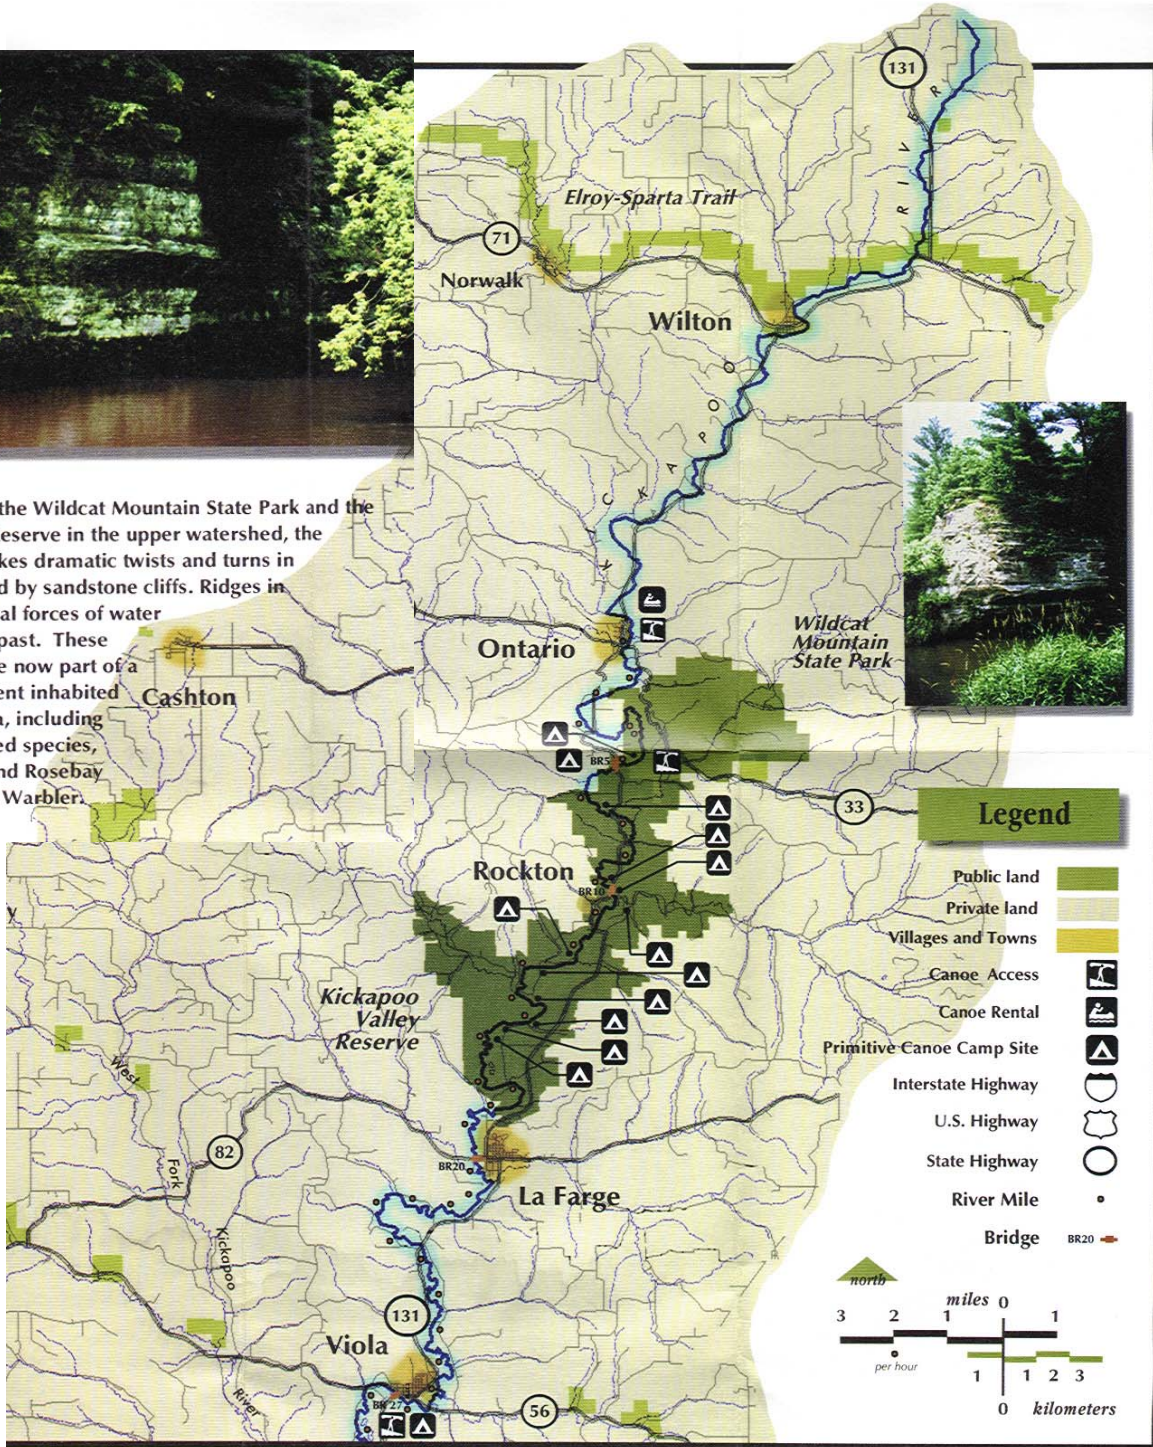 131
RIVER
Elroy-Sparta Trail
71
Norwalk
Wilton
KICKAPOO
the Wildcat Mountain State Park and the
eserve in the upper watershed, the
kes dramatic twists and turns in
d by sandstone cliffs. Ridges in
al forces of water
past. These
e now part of a
ent inhabited
a, including
ed species,
nd Rosebay
Warbler.
Cashton
Ontario
Wildcat
Mountain
State Park
BR5
33
Rockton
BR10
y
Kickapoo
Valley
Reserve
West
Fork
Kickapoo
River
82
BR20
La Farge
131
Viola
BR 27
56
Legend
Public land
Private land
Villages and Towns
Canoe Access
Canoe Rental
Primitive Canoe Camp Site
Interstate Highway
U.S. Highway
State Highway
River Mile
Bridge BR20
north
miles 0
3 2 1 1
per hour
1 1 2 3
0 kilometers